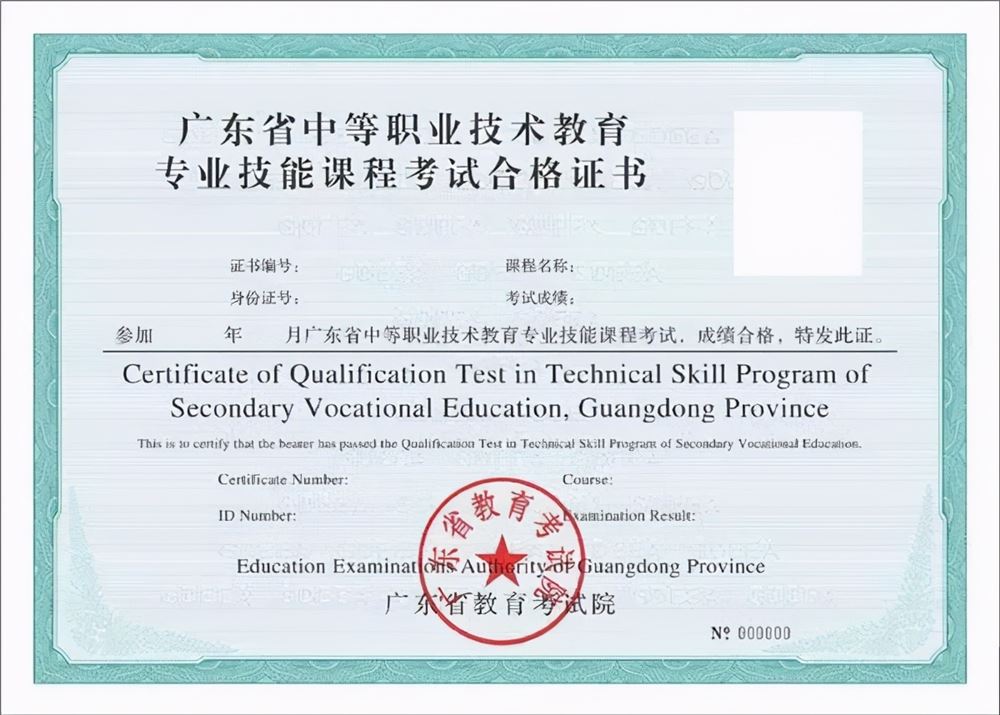 广东省中等职业技术教育
专业技能课程考试合格证书
证书编号： 课程名称：
身份证号： 考试成绩：
参加 年 月广东省中等职业技术教育专业技能课程考试，成绩合格，特发此证。
Certificate of Qualification Test in Technical Skill Program of
Secondary Vocational Education, Guangdong Province
This is to certify that the bearer has passed the Qualification Test in Technical Skill Program of Secondary Vocational Education.
Certificate Number: Course:
ID Number: Examination Result:
广东省教育考试院
Education Examinations Authority of Guangdong Province
广东省教育考试院
№ 000000